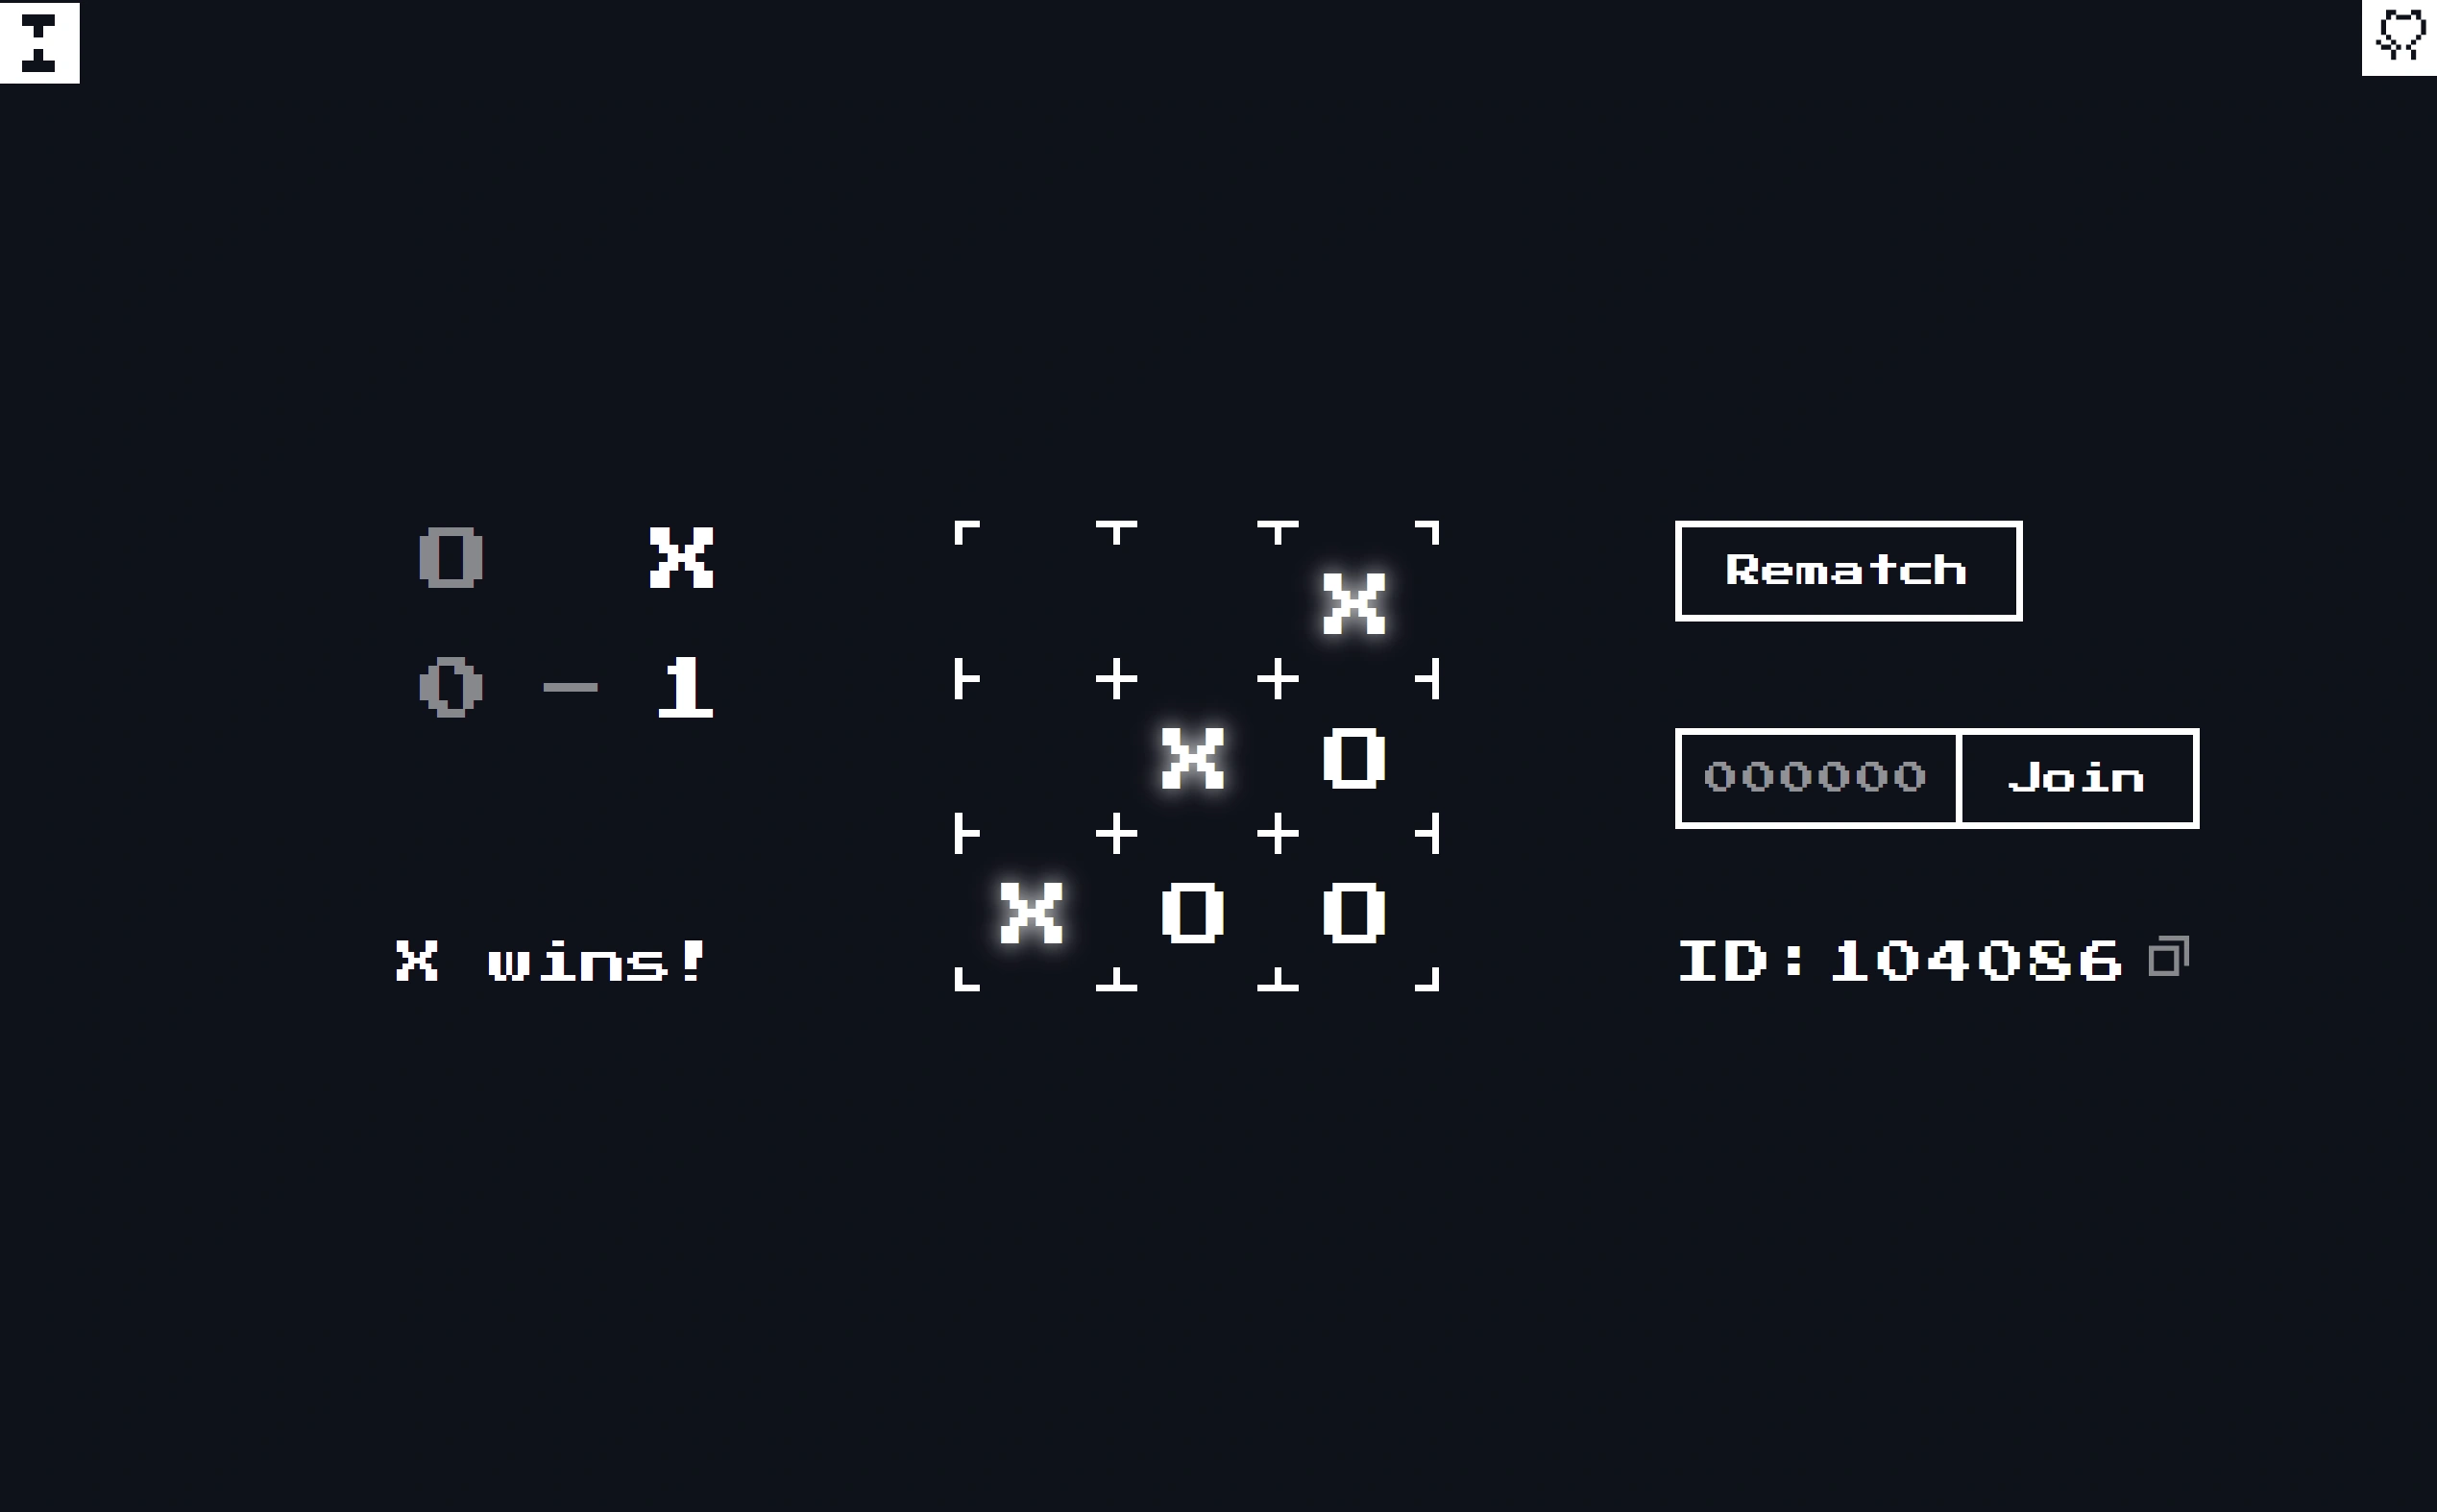 O X
0 - 1
X wins!
X
X O
X O O
Rematch
000000 Join
ID:104086